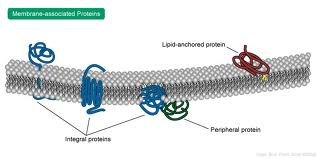 Membrane-associated Proteins
Lipid-anchored protein
Integral proteins
Peripheral protein